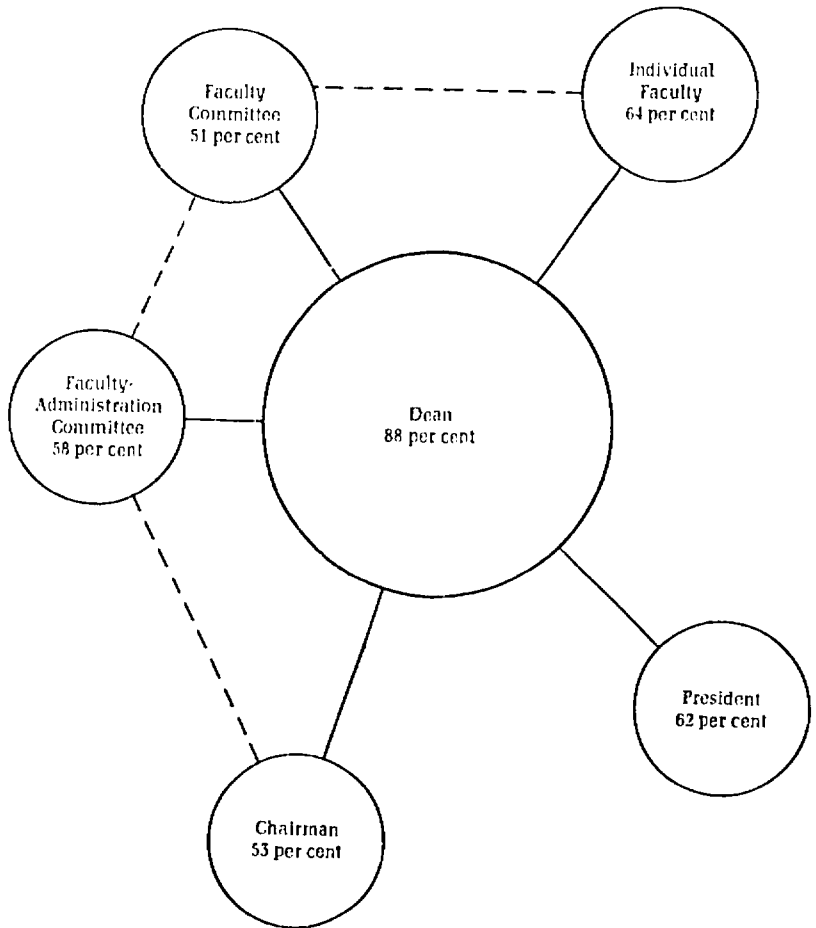 Faculty
Committee
51 per cent
Individual
Faculty
64 per cent
Faculty-
Administration
Committee
58 per cent
Dean
88 per cent
President
62 per cent
Chairman
53 per cent